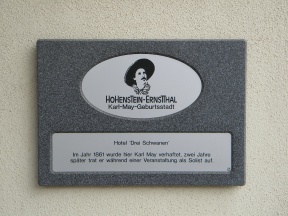 HOHENSTEIN-ERNSTTHAL
Karl-May-Geburtsstadt
Hotel "Drei Schwanen"
Im Jahr 1861 wurde hier Karl May verhaftet, zwei Jahre
später trat er während einer Veranstaltung als Solist auf.